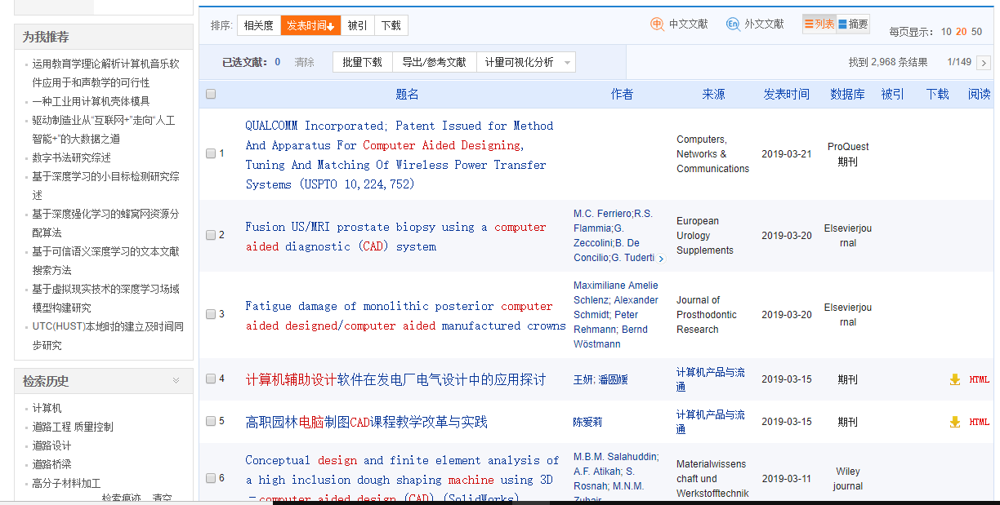 为我推荐
运用教育学理论解析计算机音乐软
件应用于和声教学的可行性
一种工业用计算机壳体模具
驱动制造业从“互联网+”走向“人工
智能+”的大数据之道
数字书法研究综述
基于深度学习的小目标检测研究综
述
基于深度强化学习的蜂窝网资源分
配算法
基于可信语义深度学习的文本文献
搜索方法
基于虚拟现实技术的深度学习场域
模型构建研究
UTC(HUST)本地时的建立及时间同
步研究
检索历史
计算机
道路工程 质量控制
道路设计
道路桥梁
高分子材料加工
检索痕迹 清空
排序: 相关度 发表时间↓ 被引 下载 中文文献 En 外文文献 列表 摘要 每页显示: 10 20 50
已选文献: 0 清除 批量下载 导出/参考文献 计量可视化分析 找到 2,968 条结果 1/149
题名 作者 来源 发表时间 数据库 被引 下载 阅读
1
QUALCOMM Incorporated; Patent Issued for Method
And Apparatus For Computer Aided Designing,
Tuning And Matching Of Wireless Power Transfer
Systems (USPTO 10,224,752)
Computers,
Networks &
Communications
2019-03-21
ProQuest
期刊
2
Fusion US/MRI prostate biopsy using a computer
aided diagnostic (CAD) system
M.C. Ferriero;R.S.
Flammia;G.
Zeccolini;B. De
Concilio;G. Tuderti
European
Urology
Supplements
2019-03-20
Elsevierjou
rnal
3
Fatigue damage of monolithic posterior computer
aided designed/computer aided manufactured crowns
Maximiliane Amelie
Schlenz; Alexander
Schmidt; Peter
Rehmann; Bernd
Wöstmann
Journal of
Prosthodontic
Research
2019-03-20
Elsevierjou
rnal
4
计算机辅助设计软件在发电厂电气设计中的应用探讨
王妍; 潘圆媛
计算机产品与流
通
2019-03-15
期刊
HTML
5
高职园林电脑制图CAD课程教学改革与实践
陈爱莉
计算机产品与流
通
2019-03-15
期刊
HTML
6
Conceptual design and finite element analysis of
a high inclusion dough shaping machine using 3D
‐computer aided design (CAD) (SolidWorks)
M.B.M. Salahuddin;
A.F. Atikah; S.
Rosnah; M.N.M.
Zuhair
Materialwissens
chaft und
Werkstofftechnik
2019-03-11
Wiley
journal